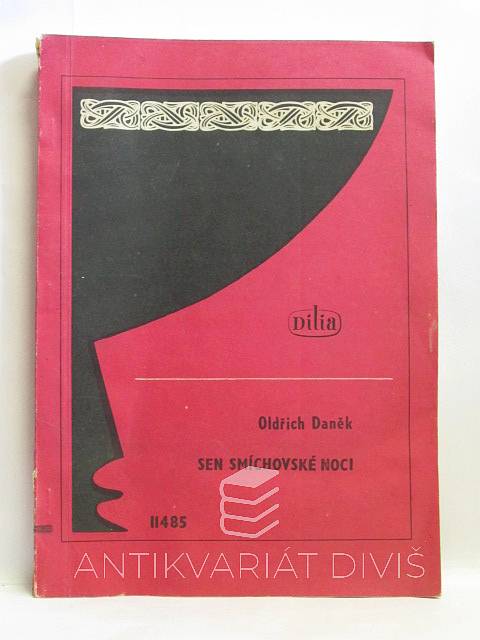 Dilia
Oldřich Daněk
SEN SMÍCHOVSKÉ NOCI
11485
ANTIKVARIÁT DIVIŠ